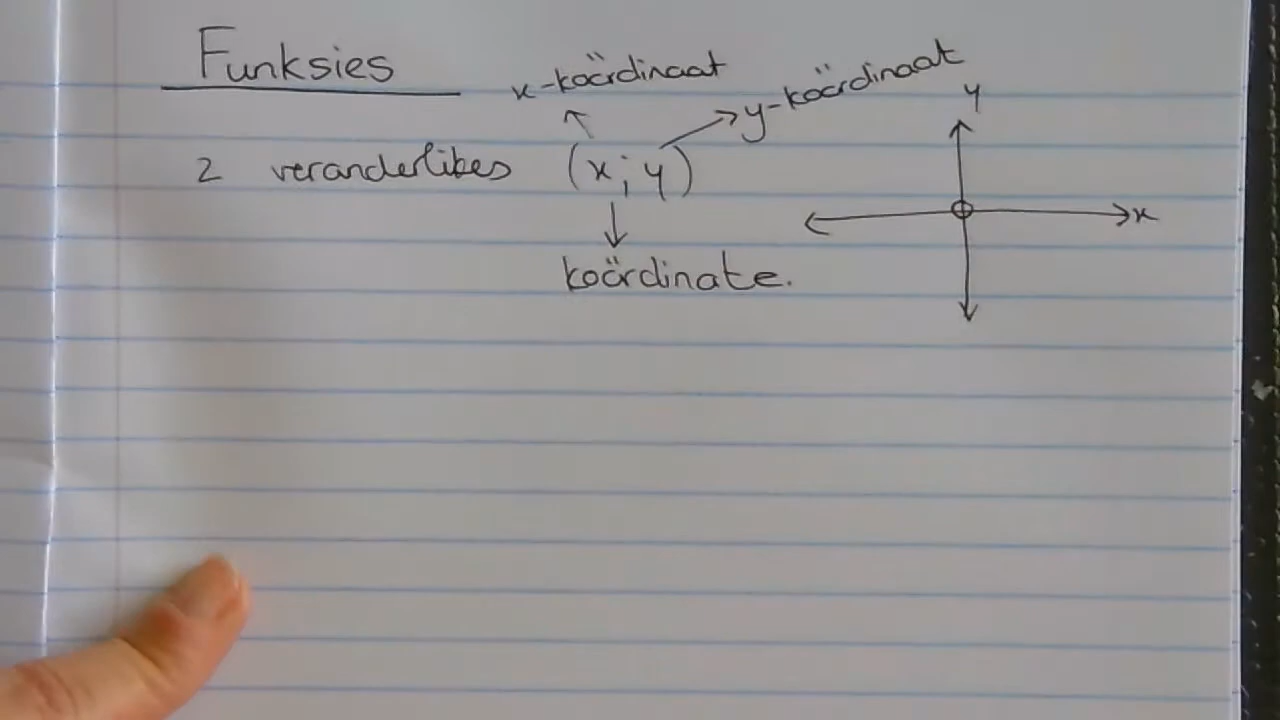 Funksies
x-koördinaat
y-koördinaat
2 veranderlikes (x; y)
koördinate.
y
x